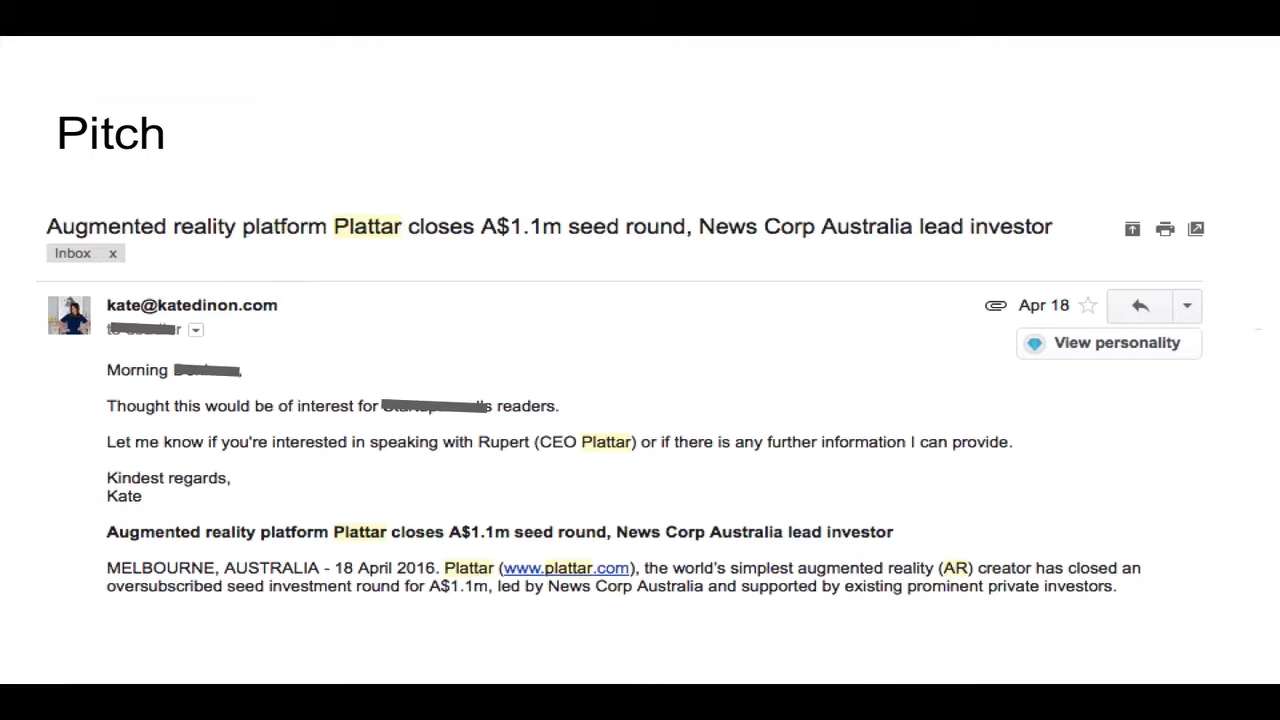 Pitch
Augmented reality platform Plattar closes A$1.1m seed round, News Corp Australia lead investor
Inbox x
kate@katedinon.com
Apr 18
View personality
Morning
Thought this would be of interest for 's readers.
Let me know if you're interested in speaking with Rupert (CEO Plattar) or if there is any further information I can provide.
Kindest regards,
Kate
Augmented reality platform Plattar closes A$1.1m seed round, News Corp Australia lead investor
MELBOURNE, AUSTRALIA - 18 April 2016. Plattar (www.plattar.com), the world's simplest augmented reality (AR) creator has closed an
oversubscribed seed investment round for A$1.1m, led by News Corp Australia and supported by existing prominent private investors.